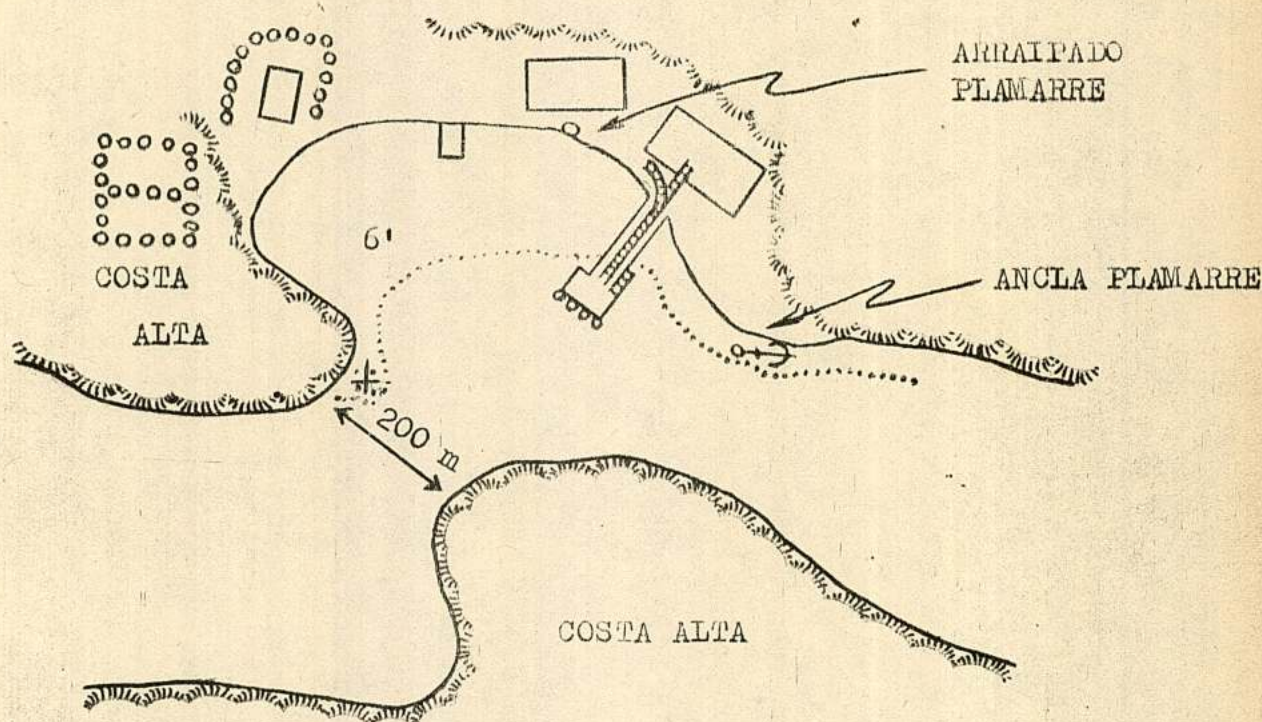 ARRAIPADO
PLAMARRE
6'
COSTA
ALTA
ANCLA PLAMARRE
200 m
COSTA ALTA